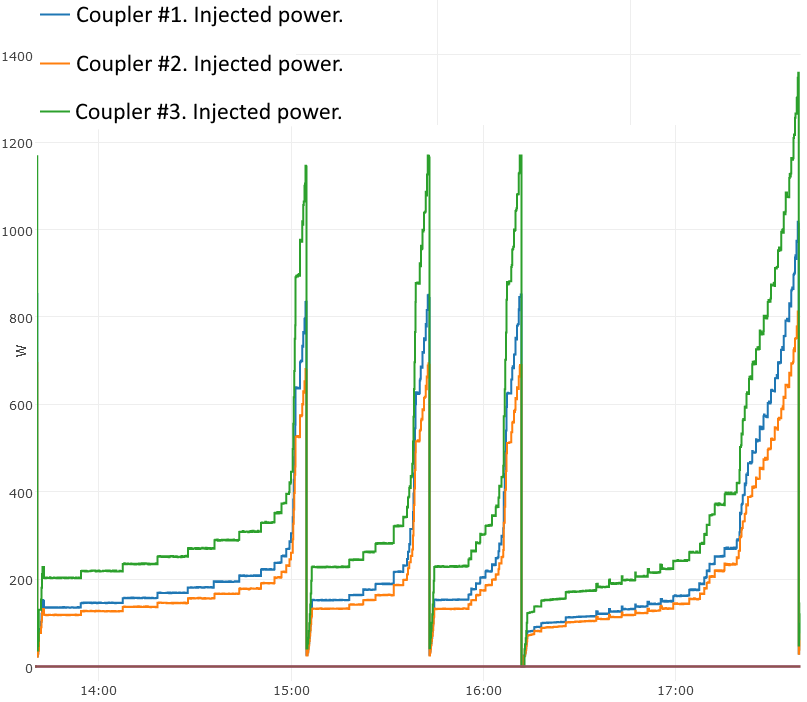 Coupler #1. Injected power.
1400
Coupler #2. Injected power.
Coupler #3. Injected power.
1200
1000
800
W
600
400
200
0
14:00 15:00 16:00 17:00